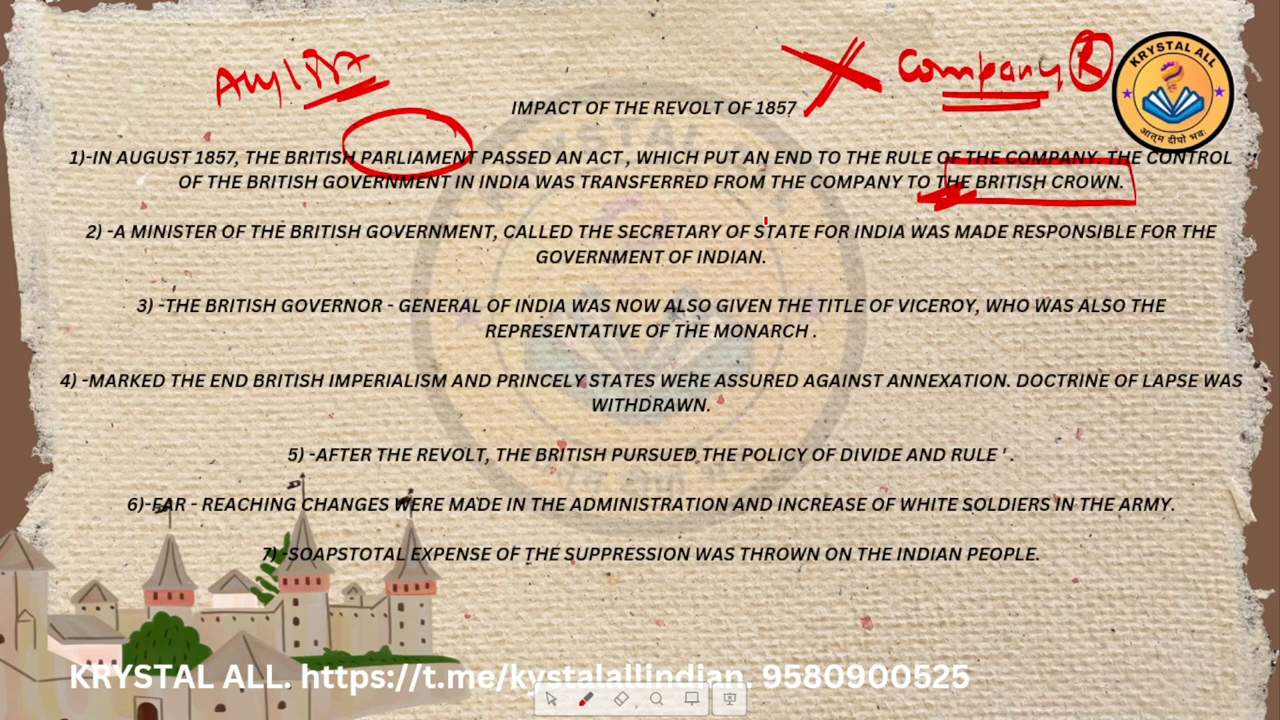 Company, R
KRYSTAL ALL
आत्म दीपो भवः
IMPACT OF THE REVOLT OF 1857
1)-IN AUGUST 1857, THE BRITISH PARLIAMENT PASSED AN ACT , WHICH PUT AN END TO THE RULE OF THE COMPANY. THE CONTROL
OF THE BRITISH GOVERNMENT IN INDIA WAS TRANSFERRED FROM THE COMPANY TO THE BRITISH CROWN.
2) -A MINISTER OF THE BRITISH GOVERNMENT, CALLED THE SECRETARY OF STATE FOR INDIA WAS MADE RESPONSIBLE FOR THE
GOVERNMENT OF INDIAN.
3) -THE BRITISH GOVERNOR - GENERAL OF INDIA WAS NOW ALSO GIVEN THE TITLE OF VICEROY, WHO WAS ALSO THE
REPRESENTATIVE OF THE MONARCH .
4) -MARKED THE END BRITISH IMPERIALISM AND PRINCELY STATES WERE ASSURED AGAINST ANNEXATION. DOCTRINE OF LAPSE WAS
WITHDRAWN.
5) -AFTER THE REVOLT, THE BRITISH PURSUED THE POLICY OF DIVIDE AND RULE ' .
6)-FAR - REACHING CHANGES WERE MADE IN THE ADMINISTRATION AND INCREASE OF WHITE SOLDIERS IN THE ARMY.
7) -SOAPSTOTAL EXPENSE OF THE SUPPRESSION WAS THROWN ON THE INDIAN PEOPLE.
KRYSTAL ALL. https://t.me/kystalallindian. 9580900525